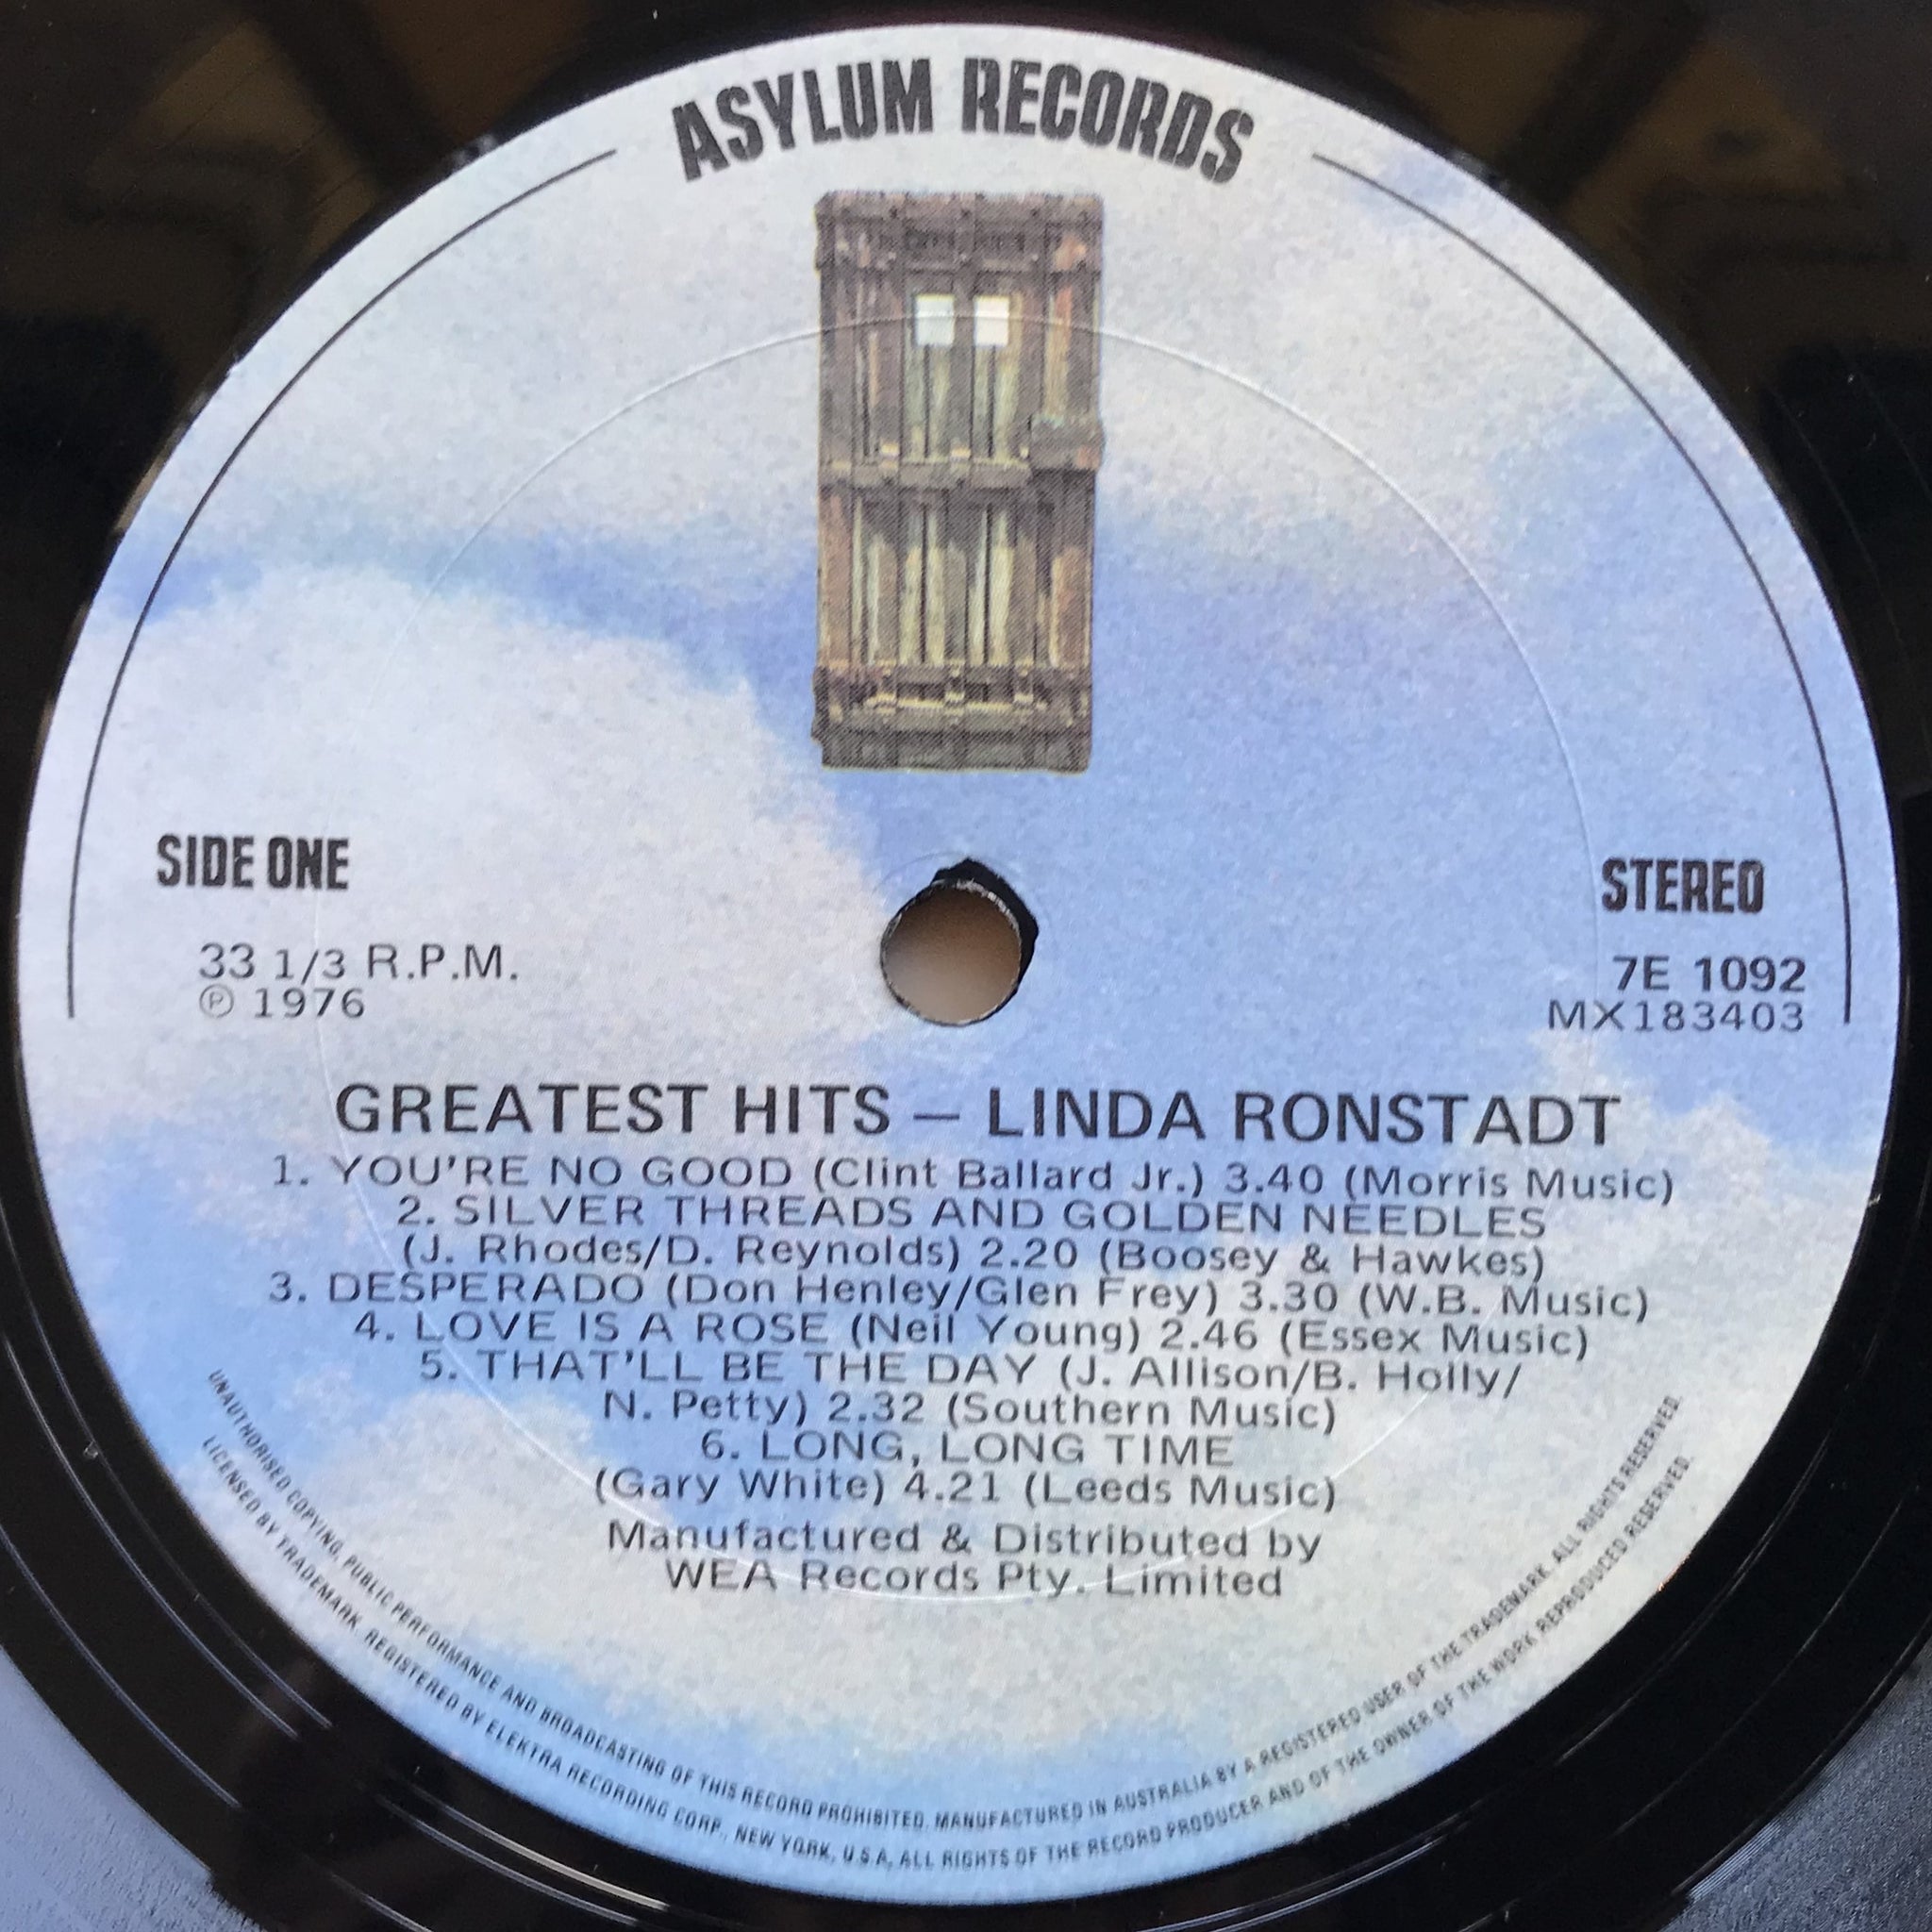 ASYLUM RECORDS
SIDE ONE
STEREO
33 1/3 R.P.M.
℗ 1976
7E 1092
MX183403
GREATEST HITS – LINDA RONSTADT
1. YOU'RE NO GOOD (Clint Ballard Jr.) 3.40 (Morris Music)
2. SILVER THREADS AND GOLDEN NEEDLES
(J. Rhodes/D. Reynolds) 2.20 (Boosey & Hawkes)
3. DESPERADO (Don Henley/Glen Frey) 3.30 (W.B. Music)
4. LOVE IS A ROSE (Neil Young) 2.46 (Essex Music)
5. THAT'LL BE THE DAY (J. Allison/B. Holly/
N. Petty) 2.32 (Southern Music)
6. LONG, LONG TIME
(Gary White) 4.21 (Leeds Music)
Manufactured & Distributed by
WEA Records Pty. Limited
UNAUTHORISED COPYING, PUBLIC PERFORMANCE AND BROADCASTING OF THIS RECORD PROHIBITED. MANUFACTURED IN AUSTRALIA BY A REGISTERED USER OF THE TRADEMARK. ALL RIGHTS RESERVED.
LICENSED BY TRADEMARK. REGISTERED BY ELEKTRA RECORDING CORP., NEW YORK, U.S.A. ALL RIGHTS OF THE RECORD PRODUCER AND OF THE OWNER OF THE WORK REPRODUCED RESERVED.